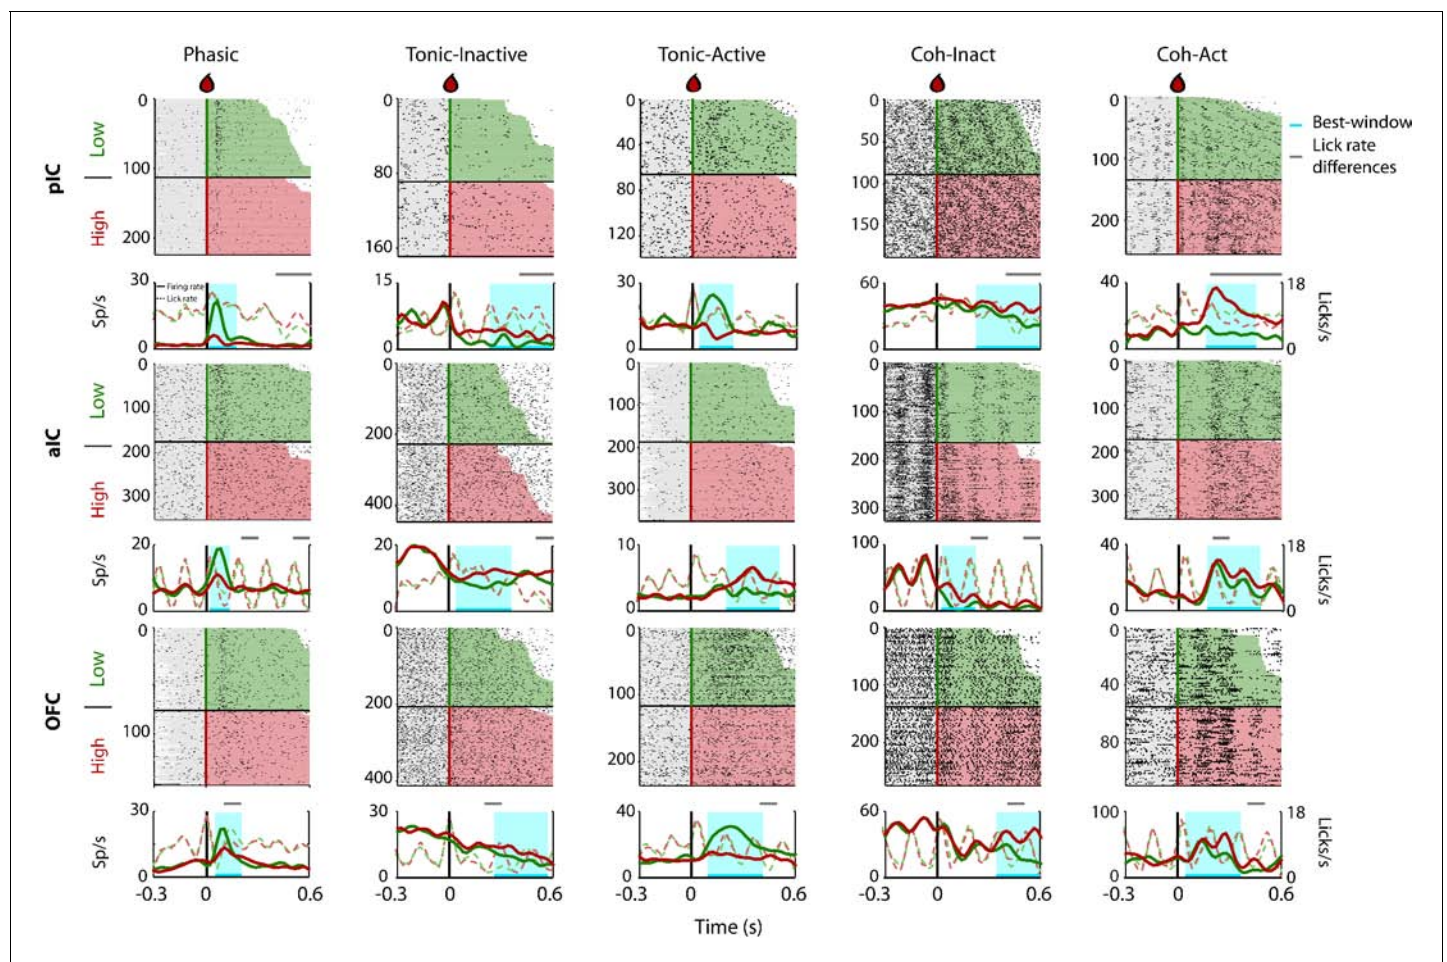 Phasic Tonic-Inactive Tonic-Active Coh-Inact Coh-Act
pIC
Low
High
0 100 200
0 80 160
0 40 80 120
0 50 100 150
0 100 200
Best-window
Lick rate
differences
Sp/s
30 0
Firing rate
Lick rate
15 0
30 0
60 0
40 0
18 0
Licks/s
aIC
Low
High
0 100 200 300
0 200 400
0 100 200 300
0 100 200 300
0 100 200 300
Sp/s
20 0
20 0
10 0
100 0
40 0
18 0
Licks/s
OFC
Low
High
0 100
0 200 400
0 100 200
0 100 200
0 40 80
Sp/s
30 0
30 0
40 0
60 0
100 0
18 0
Licks/s
-0.3 0 0.6 -0.3 0 0.6 -0.3 0 0.6 -0.3 0 0.6 -0.3 0 0.6
Time (s)